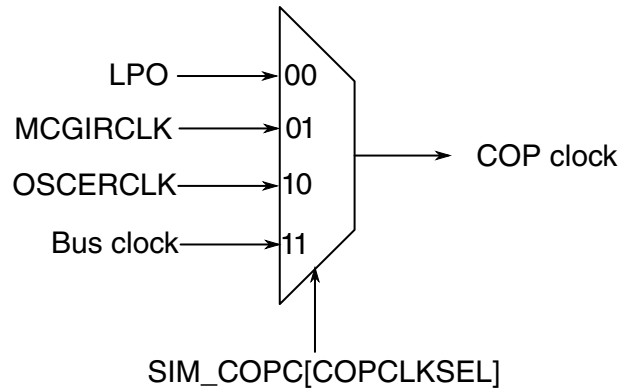 LPO
00
MCGIRCLK
01
COP clock
OSCERCLK
10
Bus clock
11
SIM_COPC[COPCLKSEL]